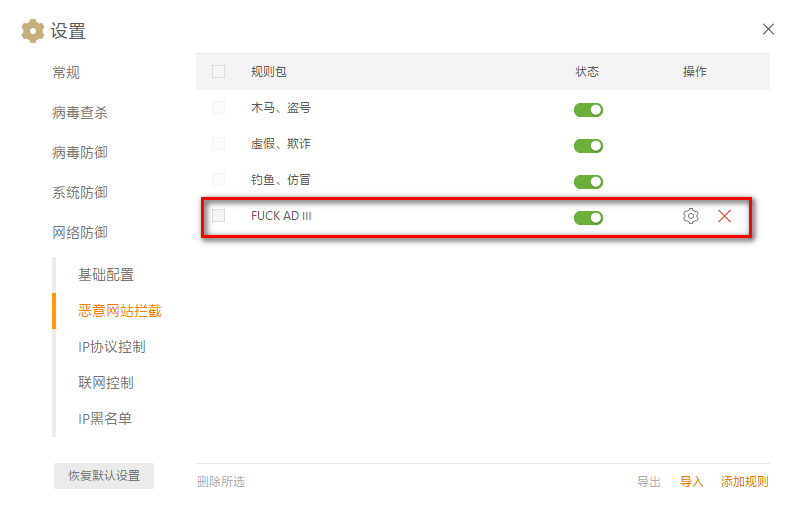 设置
常规
病毒查杀
病毒防御
系统防御
网络防御
基础配置
恶意网站拦截
IP协议控制
联网控制
IP黑名单
恢复默认设置
规则包 状态 操作
木马、盗号
虚假、欺诈
钓鱼、仿冒
FUCK AD III
删除所选 导出 导入 添加规则